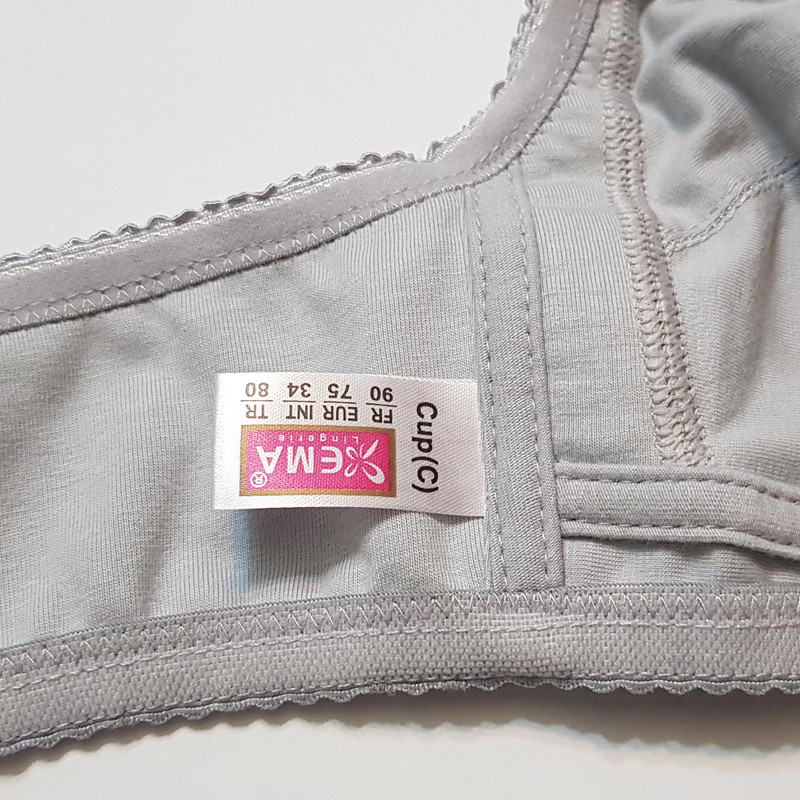 EMA®
Lingerie
FR EUR INT TR
90 75 34 80
Cup(C)